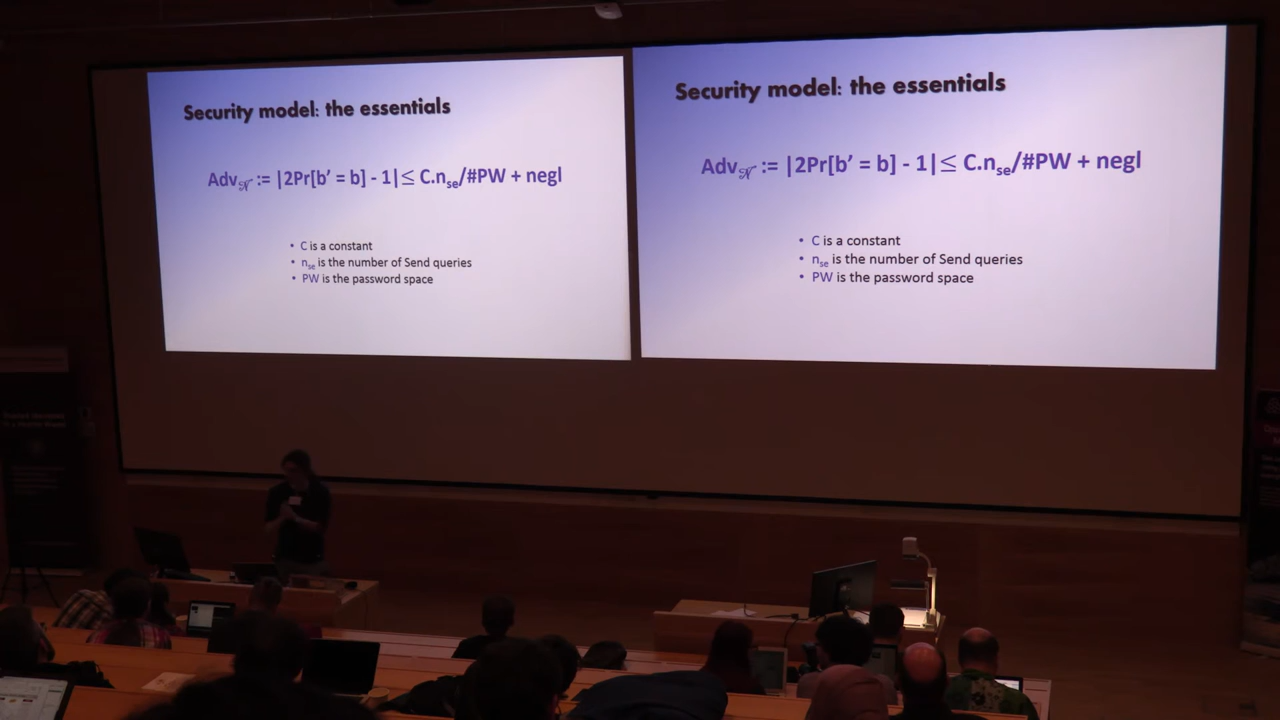 Security model: the essentials
Adv𝒜 := |2Pr[b′ = b] - 1| ≤ C.nse/#PW + negl
• C is a constant
• nse is the number of Send queries
• PW is the password space
Security model: the essentials
Adv𝒜 := |2Pr[b′ = b] - 1| ≤ C.nse/#PW + negl
• C is a constant
• nse is the number of Send queries
• PW is the password space